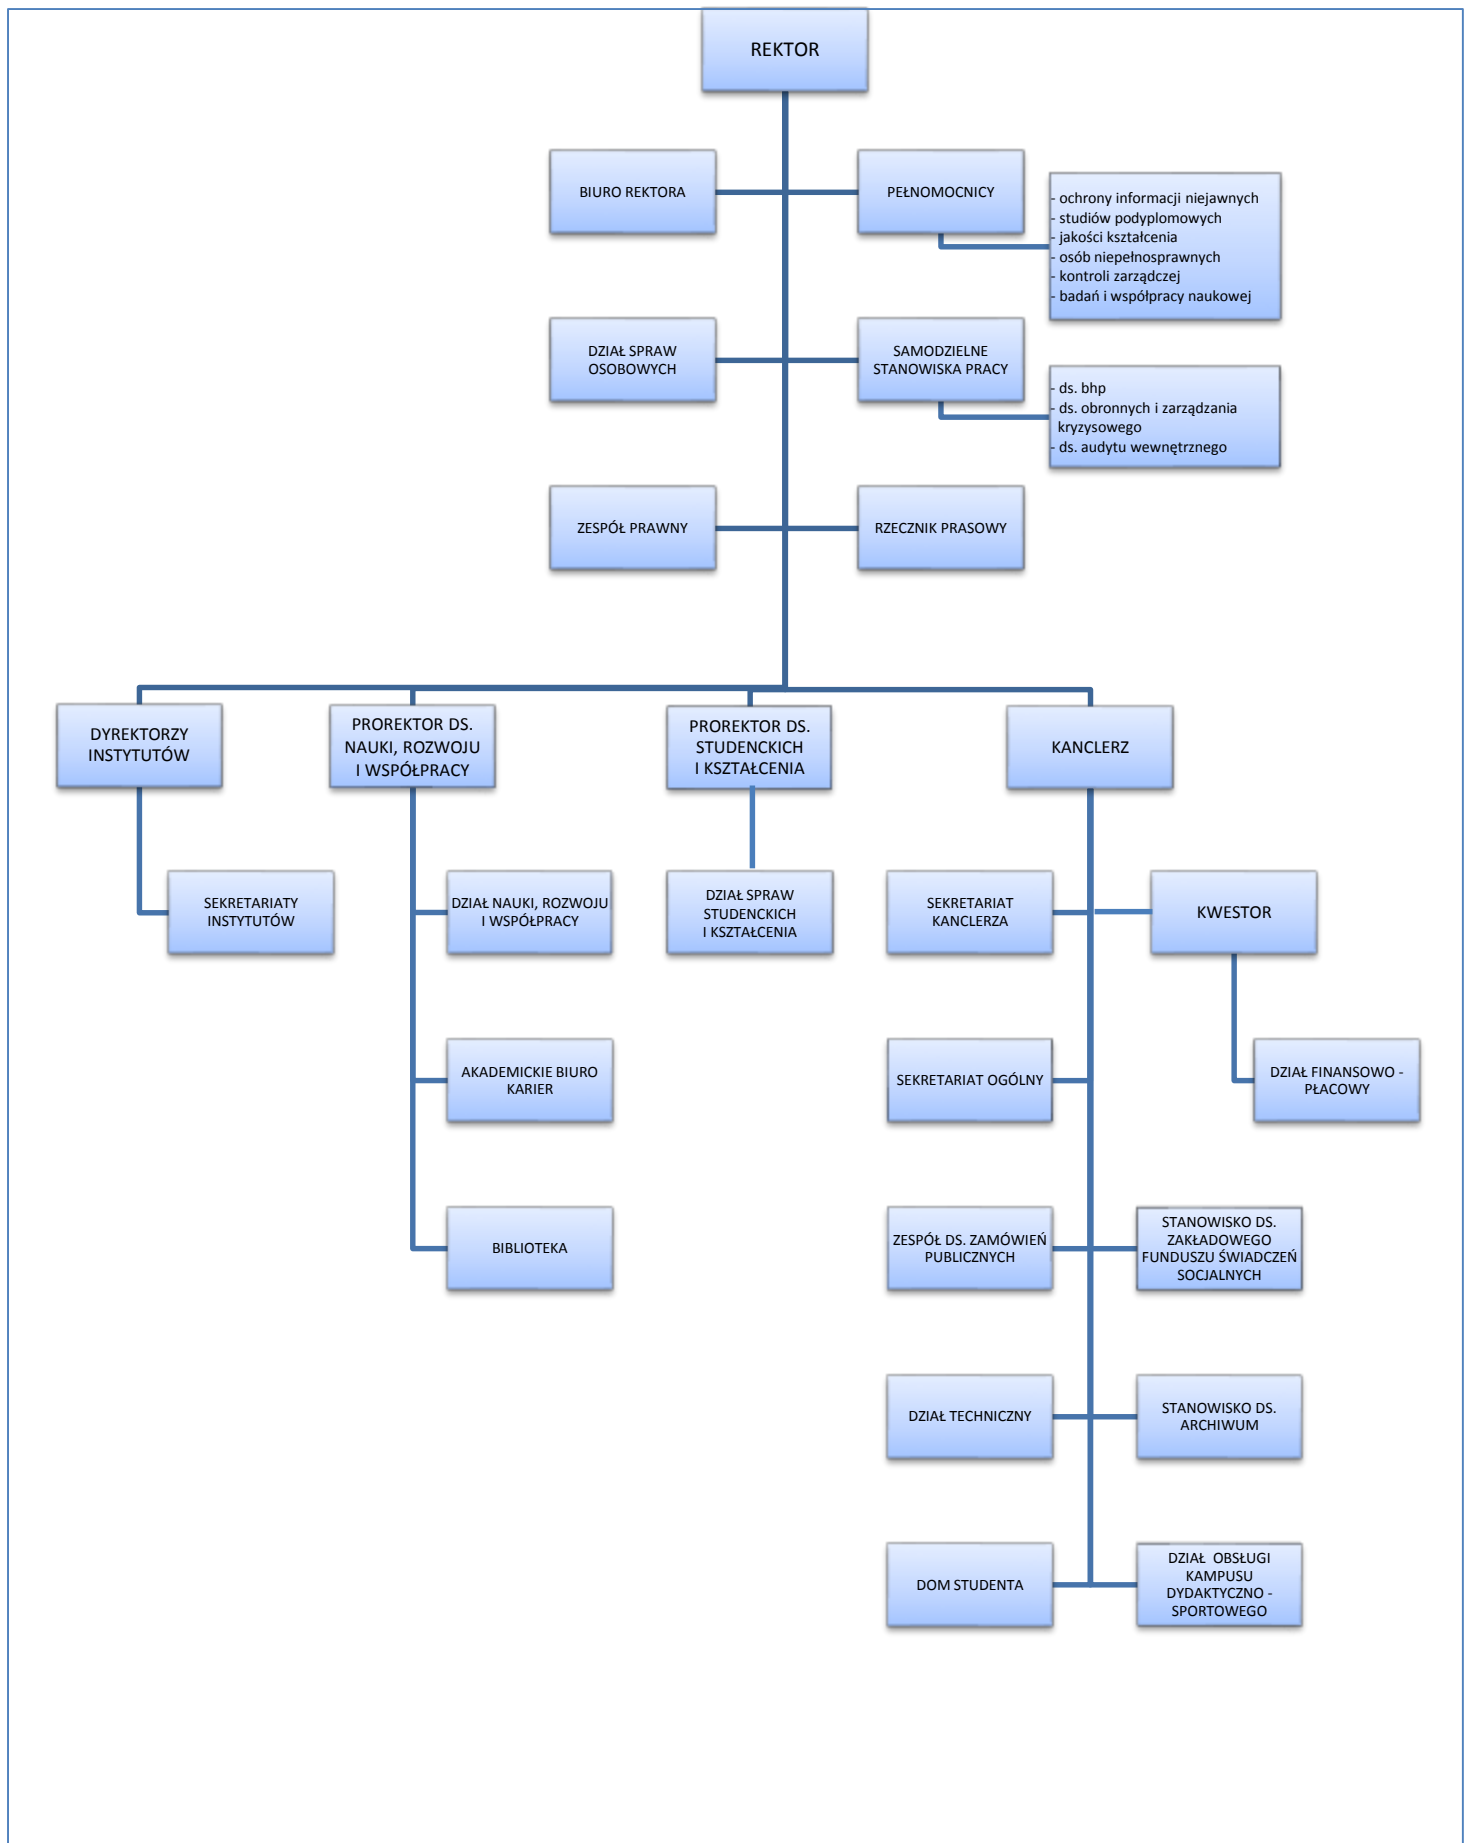 REKTOR
BIURO REKTORA
PEŁNOMOCNICY
- ochrony informacji niejawnych
- studiów podyplomowych
- jakości kształcenia
- osób niepełnosprawnych
- kontroli zarządczej
- badań i współpracy naukowej
DZIAŁ SPRAW
OSOBOWYCH
SAMODZIELNE
STANOWISKA PRACY
- ds. bhp
- ds. obronnych i zarządzania
kryzysowego
- ds. audytu wewnętrznego
ZESPÓŁ PRAWNY
RZECZNIK PRASOWY
DYREKTORZY
INSTYTUTÓW
PROREKTOR DS.
NAUKI, ROZWOJU
I WSPÓŁPRACY
PROREKTOR DS.
STUDENCKICH
I KSZTAŁCENIA
KANCLERZ
SEKRETARIATY
INSTYTUTÓW
DZIAŁ NAUKI, ROZWOJU
I WSPÓŁPRACY
DZIAŁ SPRAW
STUDENCKICH
I KSZTAŁCENIA
SEKRETARIAT
KANCLERZA
KWESTOR
AKADEMICKIE BIURO
KARIER
SEKRETARIAT OGÓLNY
DZIAŁ FINANSOWO -
PŁACOWY
BIBLIOTEKA
ZESPÓŁ DS. ZAMÓWIEŃ
PUBLICZNYCH
STANOWISKO DS.
ZAKŁADOWEGO
FUNDUSZU ŚWIADCZEŃ
SOCJALNYCH
DZIAŁ TECHNICZNY
STANOWISKO DS.
ARCHIWUM
DOM STUDENTA
DZIAŁ OBSŁUGI
KAMPUSU
DYDAKTYCZNO -
SPORTOWEGO